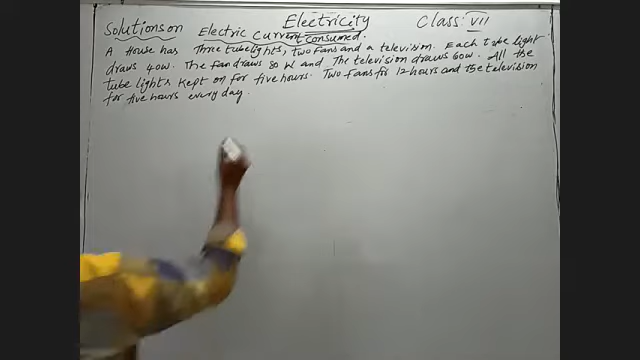 Electricity Class: VII
Solutions on Electric Current Consumed.
A House has Three tubelights, two Fans and a television. Each tube light
draws 40W. The fan draws 80 W and The television draws 60W. All the
tube lights kept on for five hours. Two Fans for 12 hours and the television
for five hours every day.